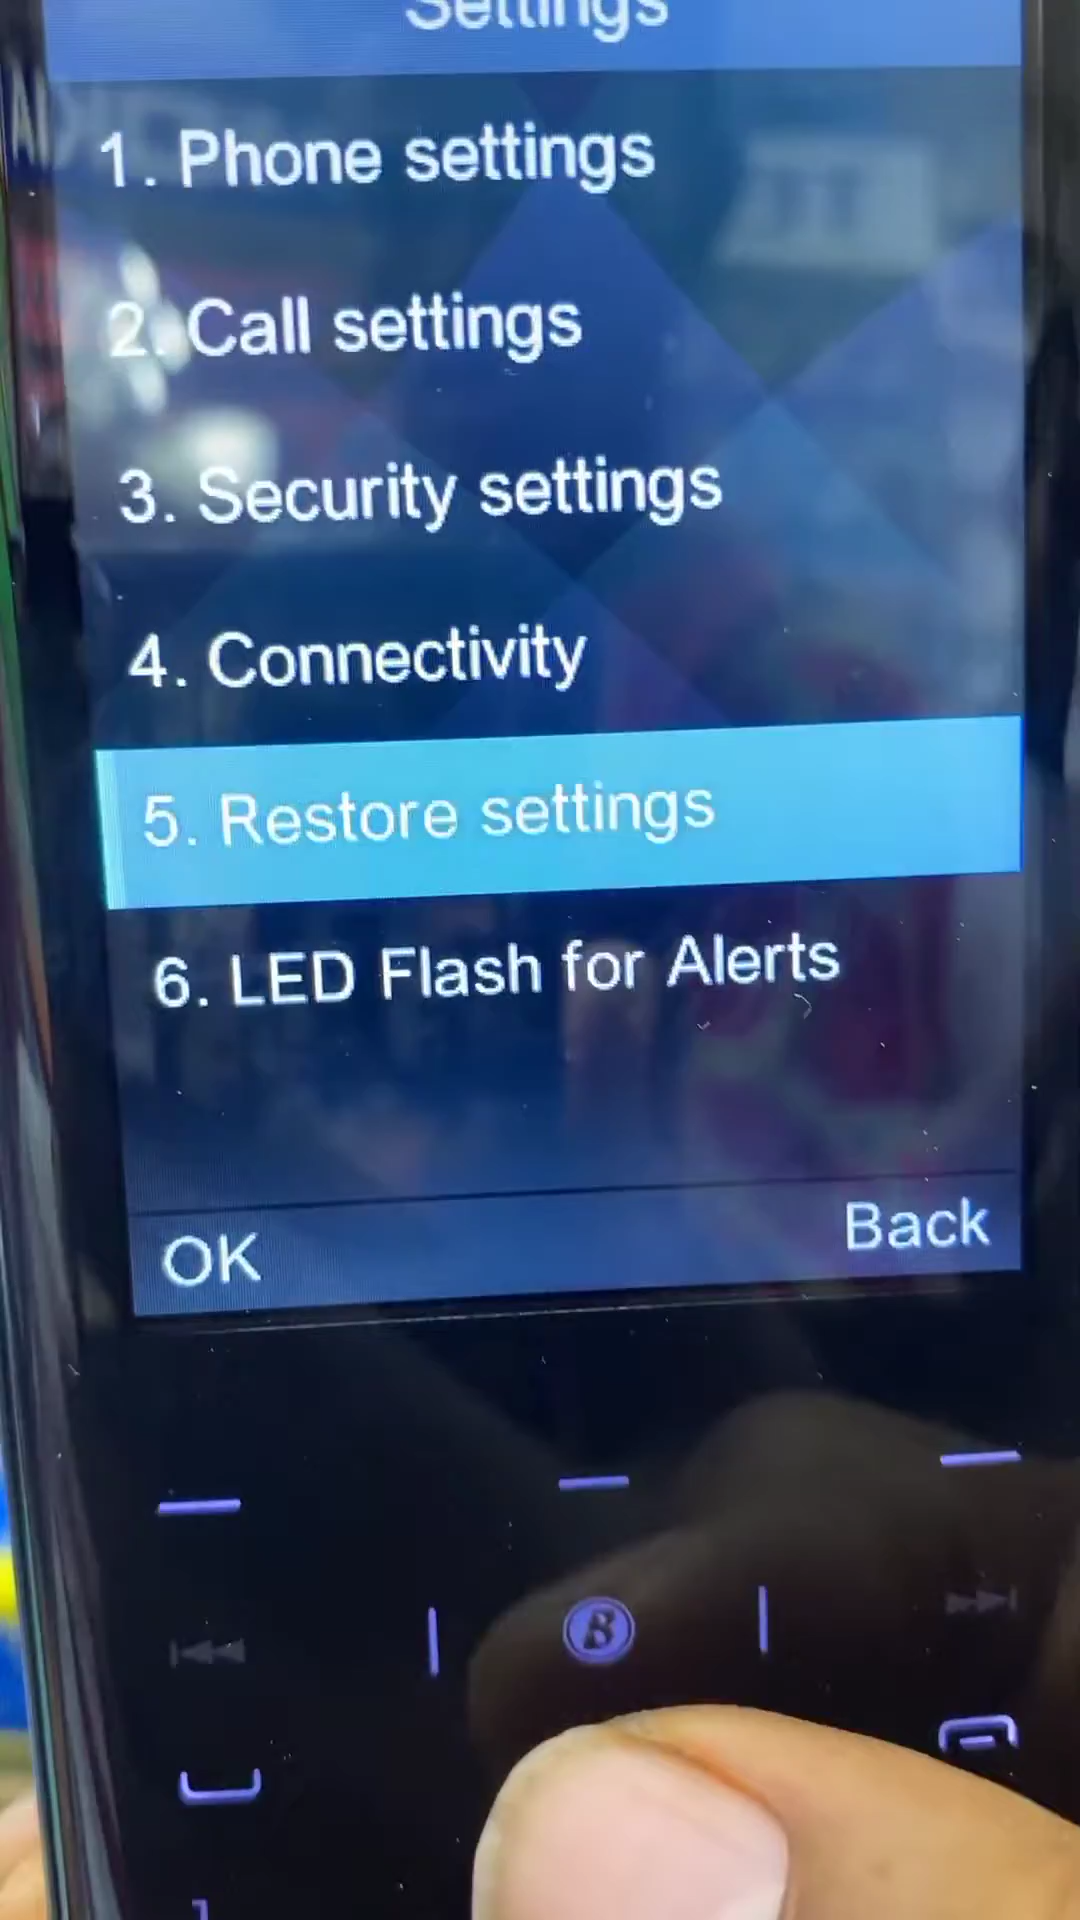 Settings
1. Phone settings
2. Call settings
3. Security settings
4. Connectivity
5. Restore settings
6. LED Flash for Alerts
OK
Back
B